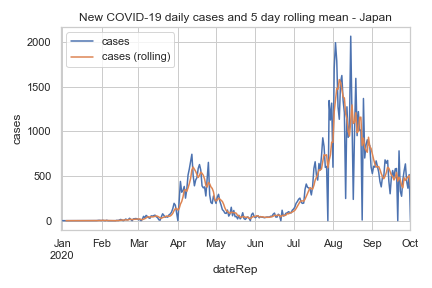 New COVID-19 daily cases and 5 day rolling mean - Japan
cases
cases (rolling)
2000
1500
1000
500
0
cases
Jan Feb Mar Apr May Jun Jul Aug Sep Oct
2020
dateRep